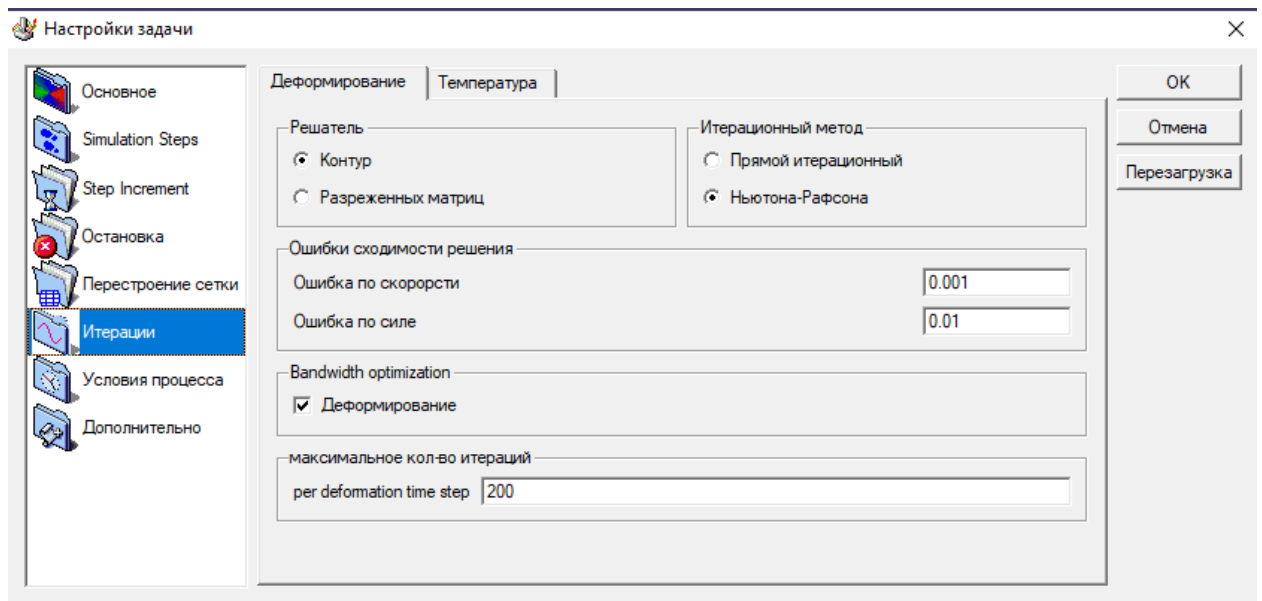 Настройки задачи
Основное
Simulation Steps
Step Increment
Остановка
Перестроение сетки
Итерации
Условия процесса
Дополнительно
Деформирование Температура
Решатель
Контур
Разреженных матриц
Итерационный метод
Прямой итерационный
Ньютона-Рафсона
Ошибки сходимости решения
Ошибка по скорорсти 0.001
Ошибка по силе 0.01
Bandwidth optimization
Деформирование
максимальное кол-во итераций
per deformation time step 200
OK
Отмена
Перезагрузка